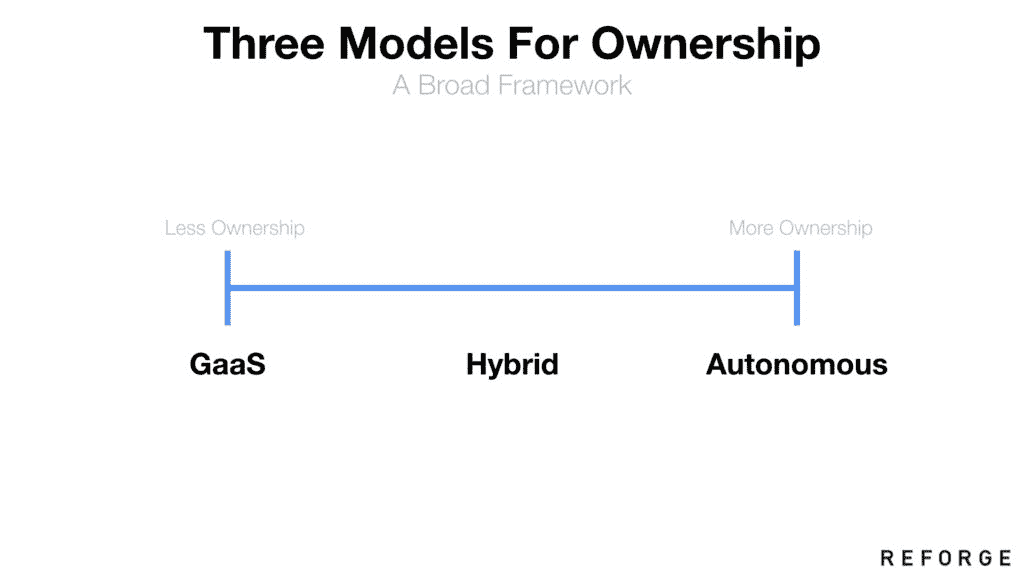 Three Models For Ownership
A Broad Framework
Less Ownership
More Ownership
GaaS
Hybrid
Autonomous
REFORGE